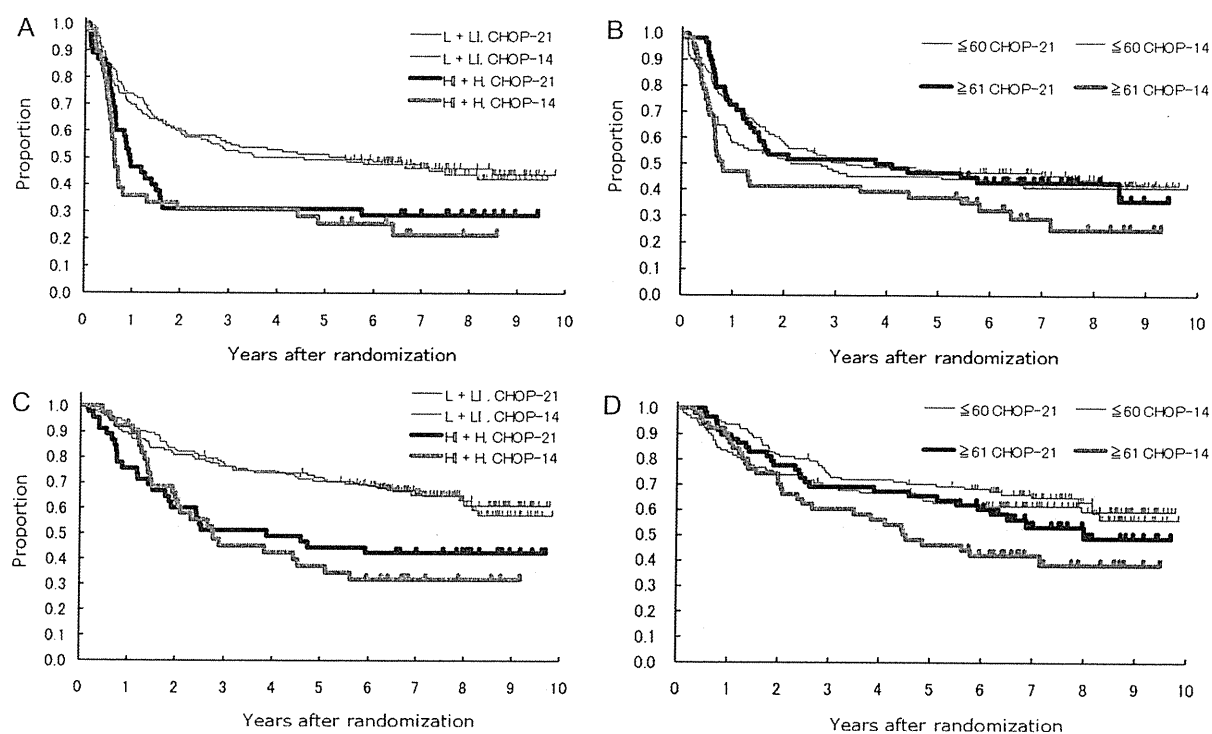 A
L + LI. CHOP-21
L + LI. CHOP-14
HI + H. CHOP-21
HI + H. CHOP-14
Proportion
1.0
0.9
0.8
0.7
0.6
0.5
0.4
0.3
0.2
0.1
0.0
0 1 2 3 4 5 6 7 8 9 10
Years after randomization
B
≦60 CHOP-21 ≦60 CHOP-14
≧61 CHOP-21 ≧61 CHOP-14
Proportion
1.0
0.9
0.8
0.7
0.6
0.5
0.4
0.3
0.2
0.1
0.0
0 1 2 3 4 5 6 7 8 9 10
Years after randomization
C
L + LI. CHOP-21
L + LI. CHOP-14
HI + H. CHOP-21
HI + H. CHOP-14
Proportion
1.0
0.9
0.8
0.7
0.6
0.5
0.4
0.3
0.2
0.1
0.0
0 1 2 3 4 5 6 7 8 9 10
Years after randomization
D
≦60 CHOP-21 ≦60 CHOP-14
≧61 CHOP-21 ≧61 CHOP-14
Proportion
1.0
0.9
0.8
0.7
0.6
0.5
0.4
0.3
0.2
0.1
0.0
0 1 2 3 4 5 6 7 8 9 10
Years after randomization